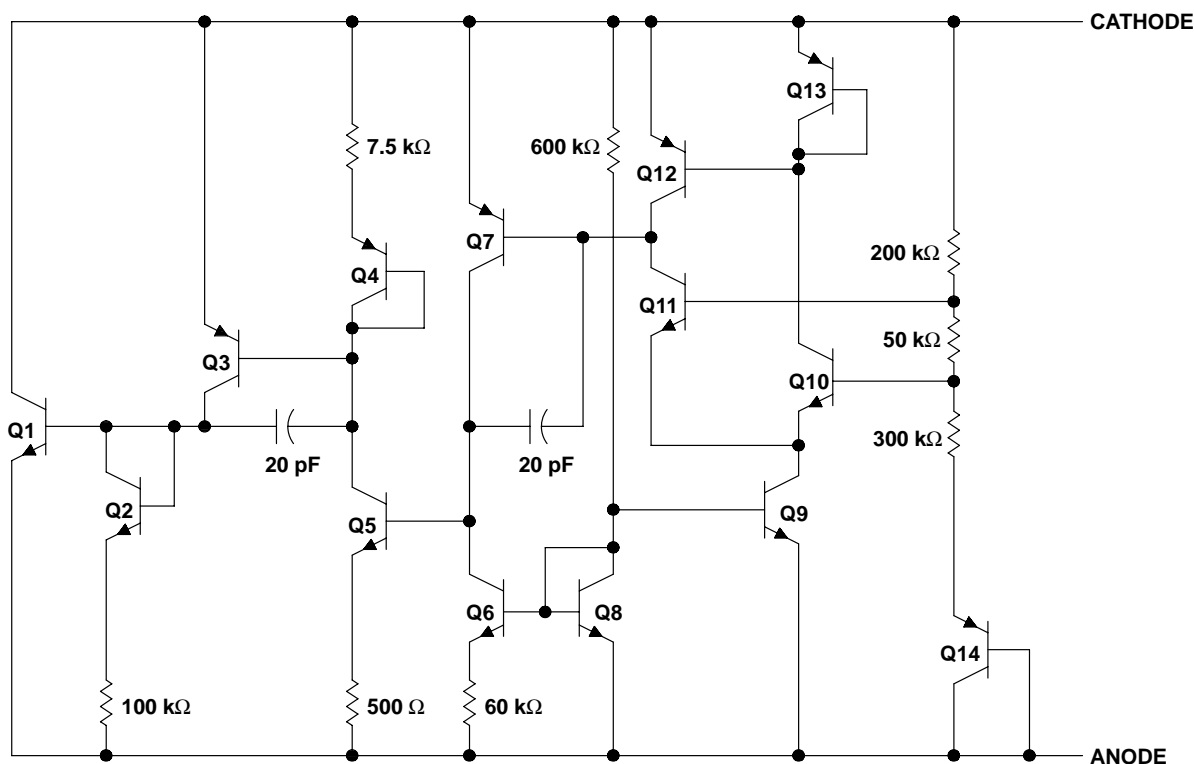 CATHODE
Q13
7.5 kΩ
600 kΩ
Q12
Q7
200 kΩ
Q4
Q11
50 kΩ
Q3
Q10
Q1
300 kΩ
20 pF
20 pF
Q2
Q5
Q9
Q6
Q8
Q14
100 kΩ
500 Ω
60 kΩ
ANODE